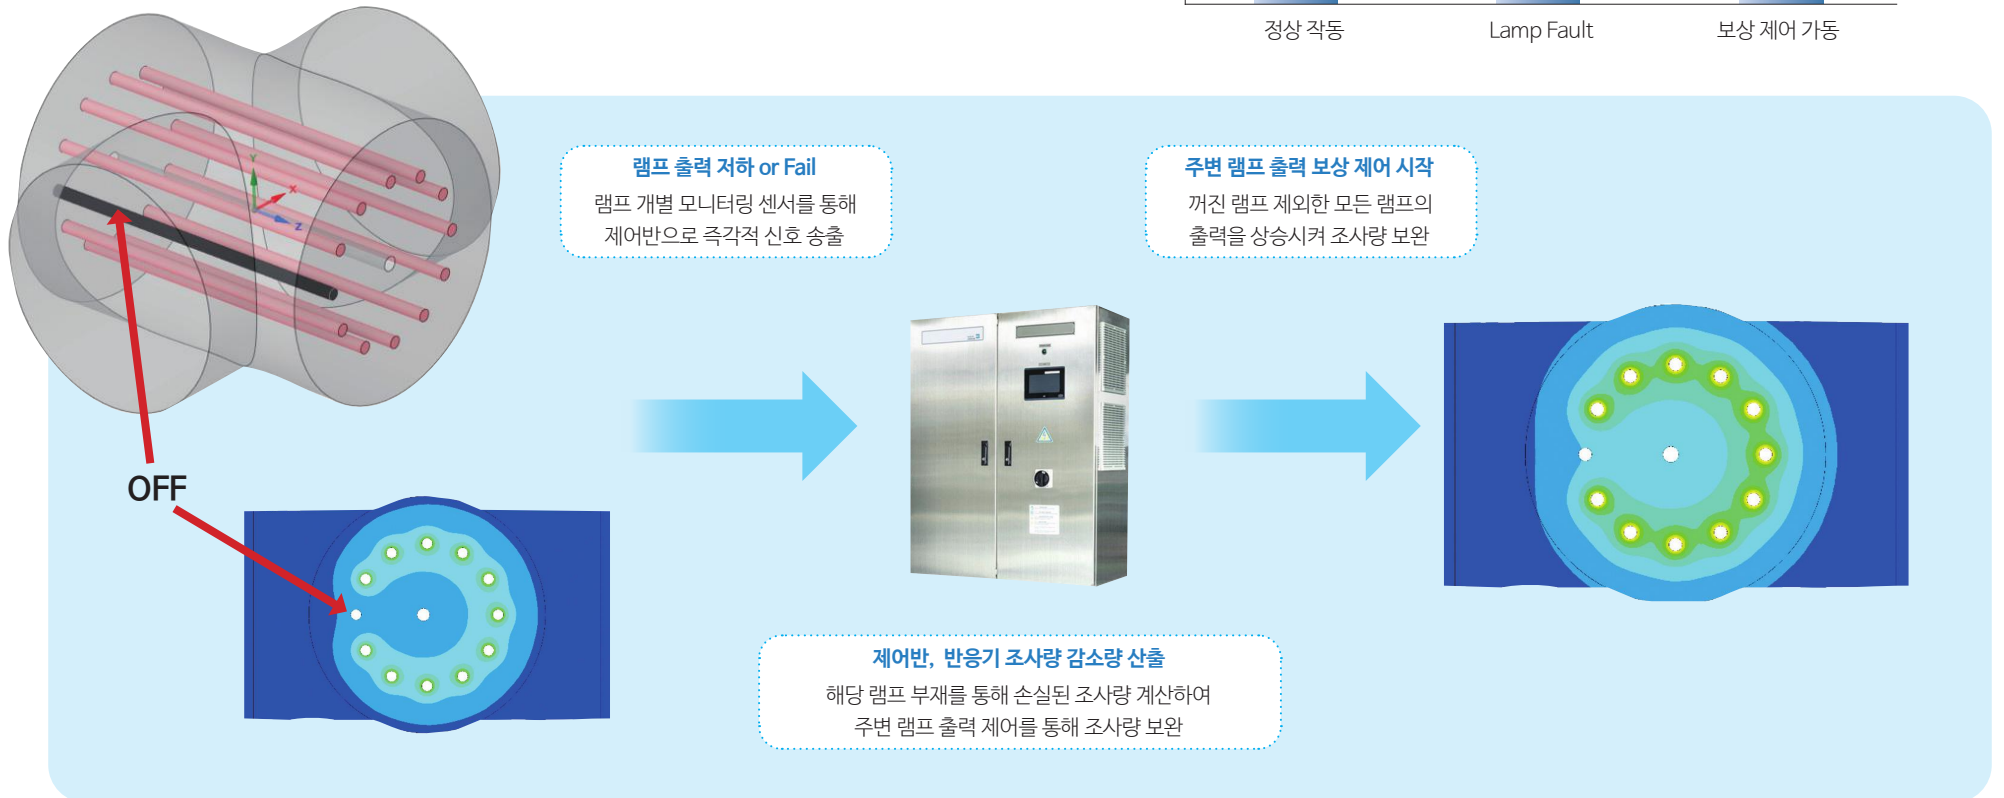 정상 작동
Lamp Fault
보상 제어 가동
램프 출력 저하 or Fail
램프 개별 모니터링 센서를 통해
제어반으로 즉각적 신호 송출
주변 램프 출력 보상 제어 시작
꺼진 램프 제외한 모든 램프의
출력을 상승시켜 조사량 보완
Y
X
Z
OFF
제어반, 반응기 조사량 감소량 산출
해당 램프 부재를 통해 손실된 조사량 계산하여
주변 램프 출력 제어를 통해 조사량 보완